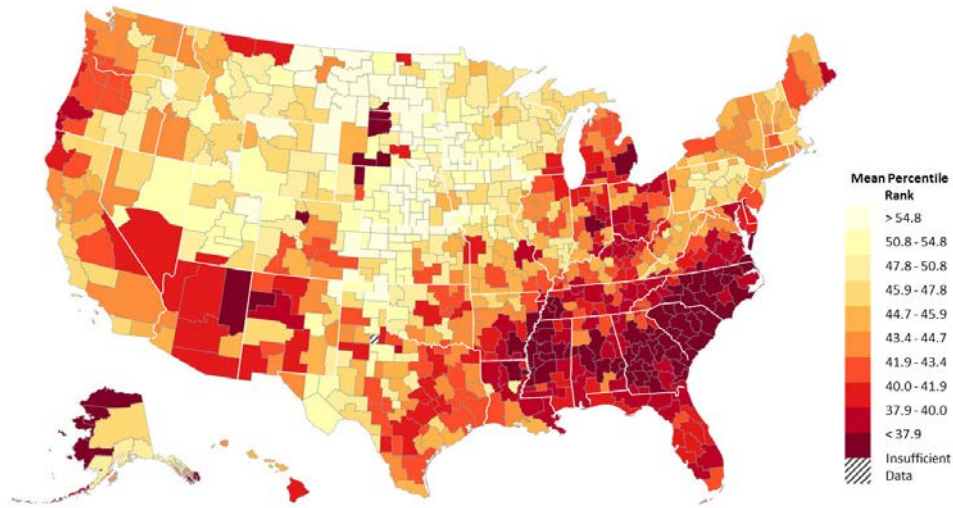 Mean Percentile
Rank
> 54.8
50.8 - 54.8
47.8 - 50.8
45.9 - 47.8
44.7 - 45.9
43.4 - 44.7
41.9 - 43.4
40.0 - 41.9
37.9 - 40.0
< 37.9
Insufficient
Data